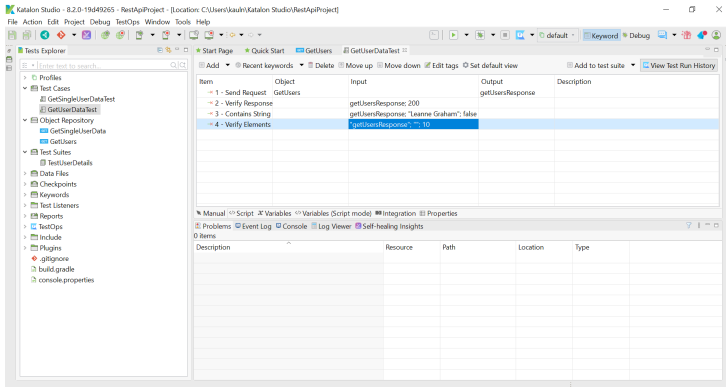 Katalon Studio - 8.2.0-19d49265 - RestApiProject - [Location: C:\Users\kauin\Katalon Studio\RestApiProject]
File Action Edit Project Debug TestOps Window Tools Help
default
Keyword
Debug
Tests Explorer
Start Page
Quick Start
GetUsers
GetUserDataTest
Enter text to search...
Add
Recent keywords
Delete
Move up
Move down
Edit tags
Set default view
Add to test suite
View Test Run History
Profiles
Test Cases
GetSingleUserDataTest
GetUserDataTest
Object Repository
GetSingleUserData
GetUsers
Test Suites
TestUserDetails
Data Files
Checkpoints
Keywords
Test Listeners
Reports
TestOps
Include
Plugins
.gitignore
build.gradle
console.properties
Item Object Input Output Description
1 - Send Request GetUsers getUsersResponse
2 - Verify Response getUsersResponse; 200
3 - Contains String getUsersResponse; "Leanne Graham"; false
4 - Verify Elements "getUsersResponse"; ""; 10
Manual Script Variables Variables (Script mode) Integration Properties
Problems Event Log Console Log Viewer Self-healing Insights
0 items
Description Resource Path Location Type